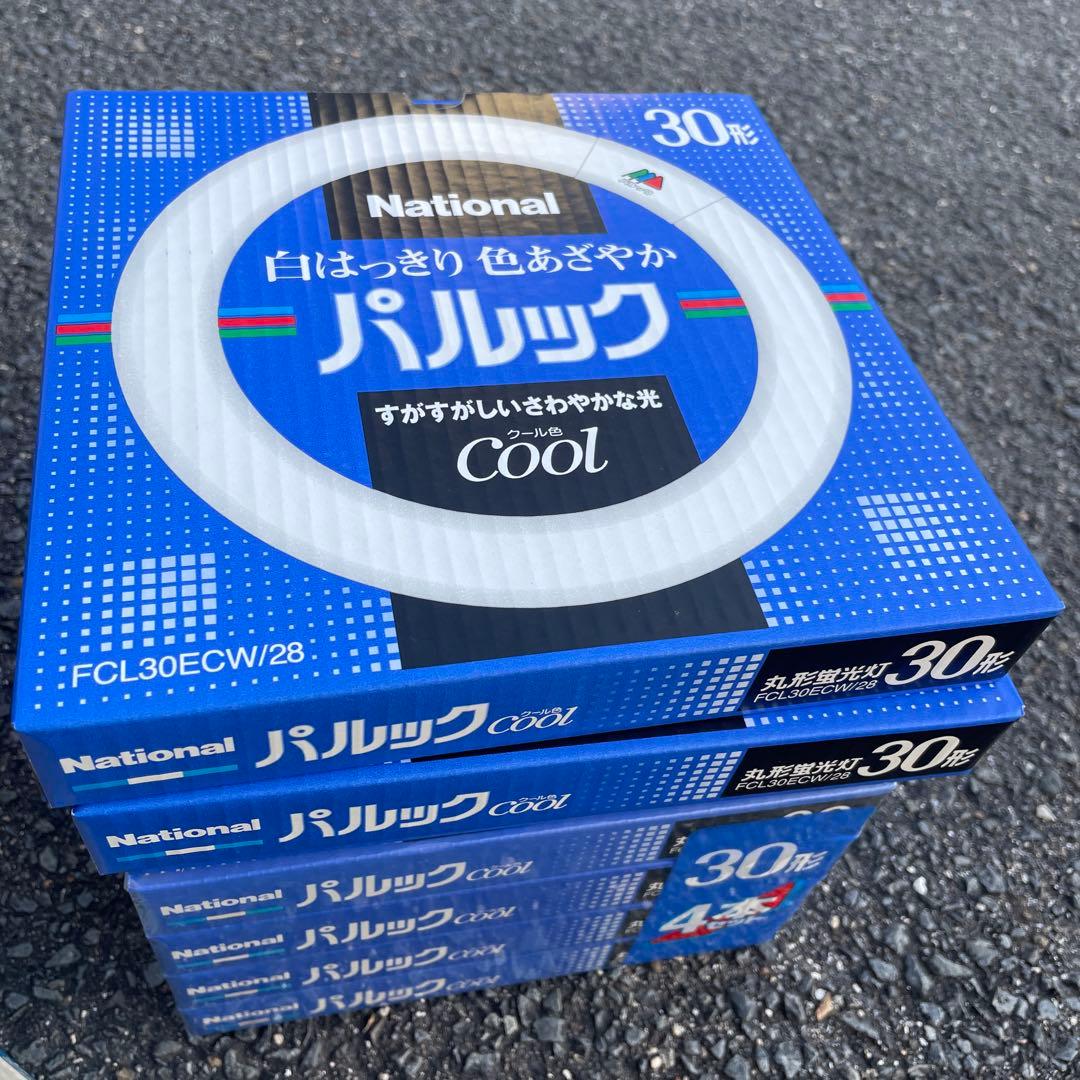 30形
National
白はっきり 色あざやか
パルック
すがすがしいさわやかな光
クール色
Cool
FCL30ECW/28
National パルック クール色 Cool 丸形蛍光灯 FCL30ECW/28 30形
National パルック クール色 Cool 丸形蛍光灯 FCL30ECW/28 30形
National パルック Cool
30形
4本
National パルック Cool
National パルック Cool
National パルック